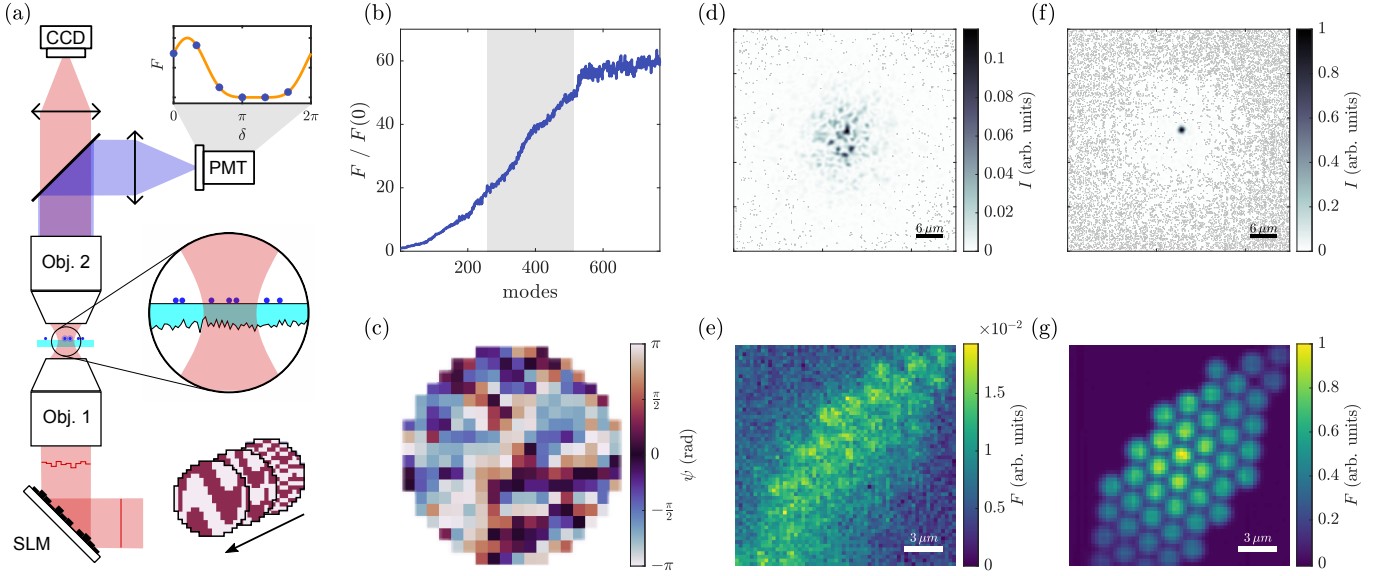 (a)
CCD
F
0
π
2π
δ
PMT
Obj. 2
Obj. 1
SLM
(b)
F / F(0)
60
40
20
0
200
400
600
modes
(c)
π
π/2
0
−π/2
−π
ψ (rad)
(d)
6 μm
0.1
0.08
0.06
0.04
0.02
0
I (arb. units)
(e)
3 μm
×10⁻²
1.5
1
0.5
0
F (arb. units)
(f)
6 μm
1
0.8
0.6
0.4
0.2
0
I (arb. units)
(g)
3 μm
1
0.8
0.6
0.4
0.2
0
F (arb. units)